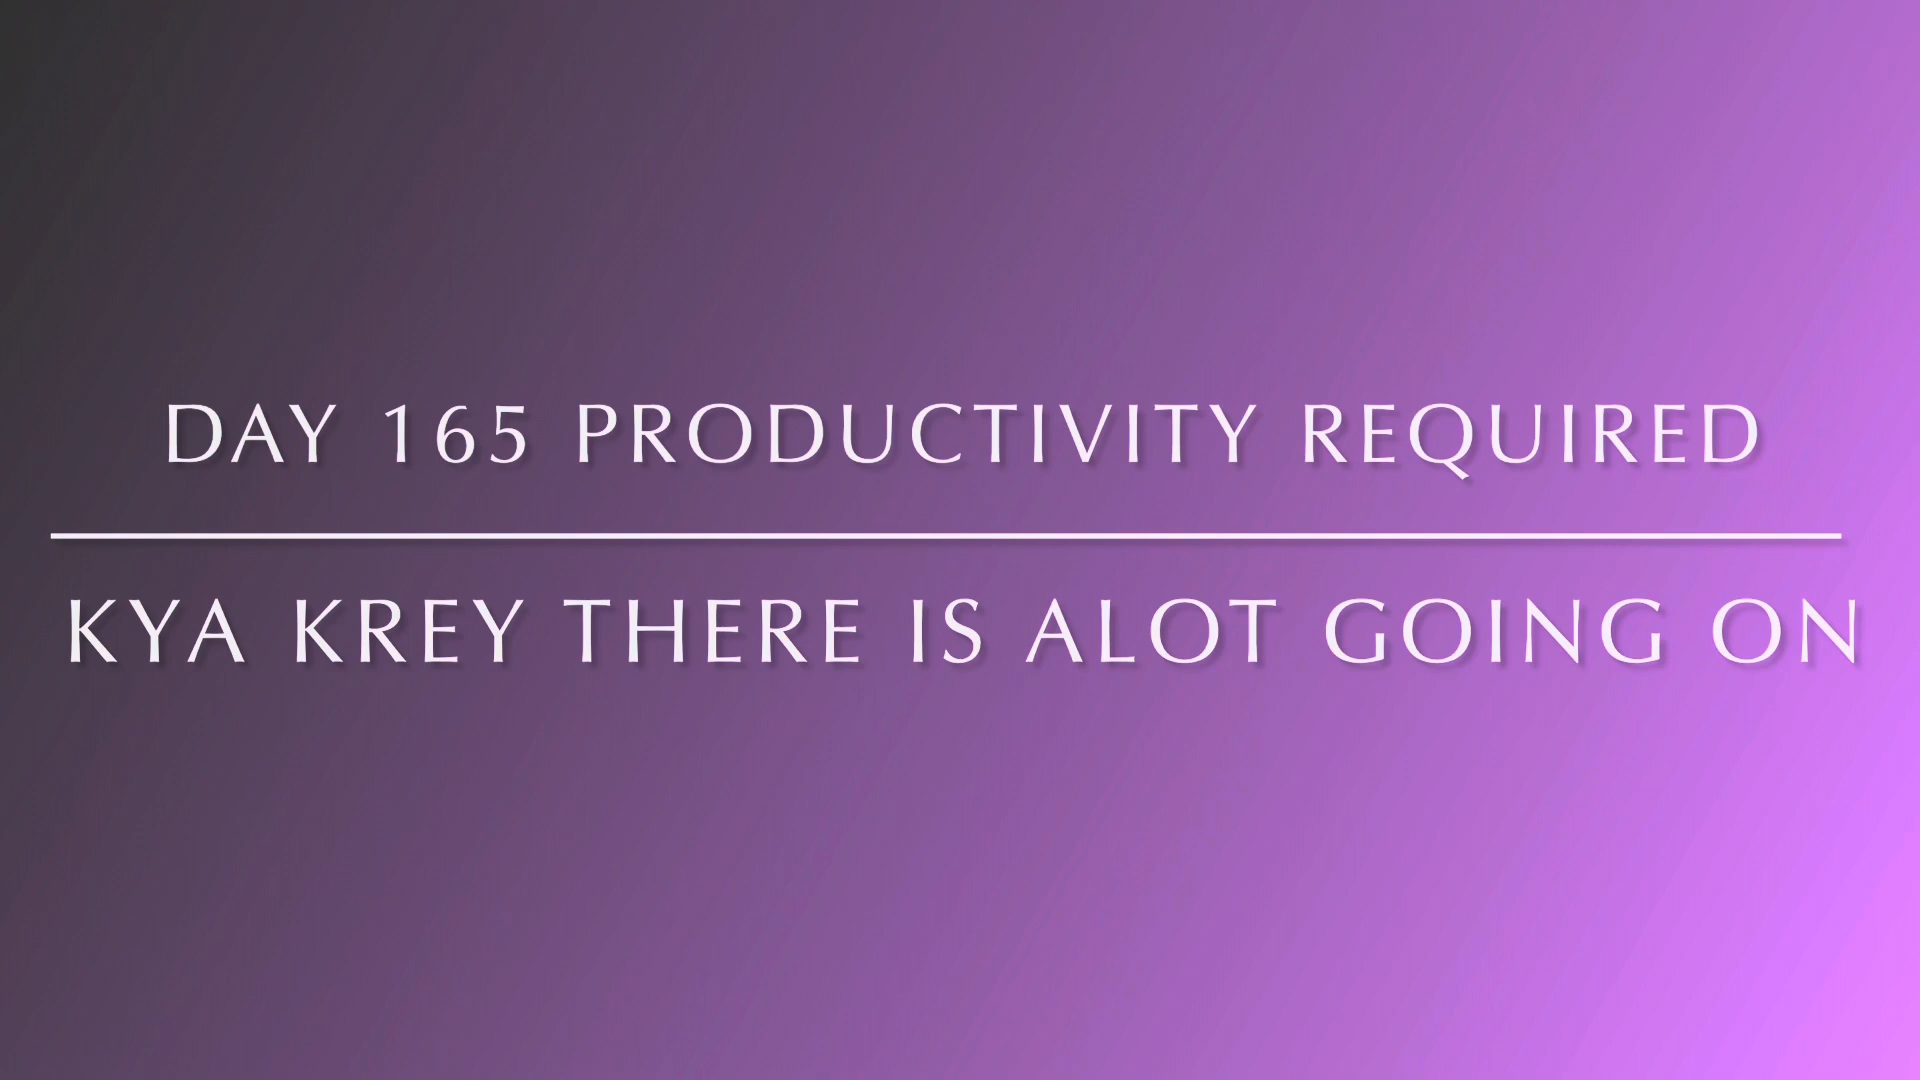 DAY 165 PRODUCTIVITY REQUIRED
KYA KREY THERE IS ALOT GOING ON